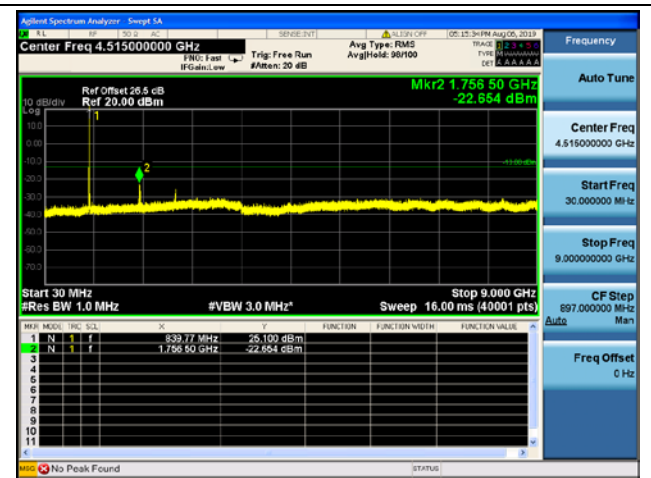 Agilent Spectrum Analyzer - Swept SA
RL RF 50 Ω AC SENSE:INT ALIGN OFF 05:15:34 PM Aug 06, 2019
Center Freq 4.515000000 GHz
PNO: Fast
IFGain:Low
Trig: Free Run
#Atten: 20 dB
Avg Type: RMS
Avg|Hold: 98/100
TRACE 1 2 3 4 5 6
TYPE
DET A A A A A A
Mkr2 1.756 50 GHz
-22.654 dBm
Ref Offset 26.5 dB
10 dB/div Ref 20.00 dBm
Log
10.0
0.00
-10.0
-20.0
-30.0
-40.0
-50.0
-60.0
-70.0
1
2
-13.00 dBm
Start 30 MHz Stop 9.000 GHz
#Res BW 1.0 MHz #VBW 3.0 MHz* Sweep 16.00 ms (40001 pts)
MKR MODE TRC SCL X Y FUNCTION FUNCTION WIDTH FUNCTION VALUE
1 N 1 f 839.77 MHz 25.100 dBm
2 N 1 f 1.756 50 GHz -22.654 dBm
3
4
5
6
7
8
9
10
11
MSG No Peak Found STATUS
Frequency
Auto Tune
Center Freq
4.515000000 GHz
Start Freq
30.000000 MHz
Stop Freq
9.000000000 GHz
CF Step
897.000000 MHz
Auto Man
Freq Offset
0 Hz